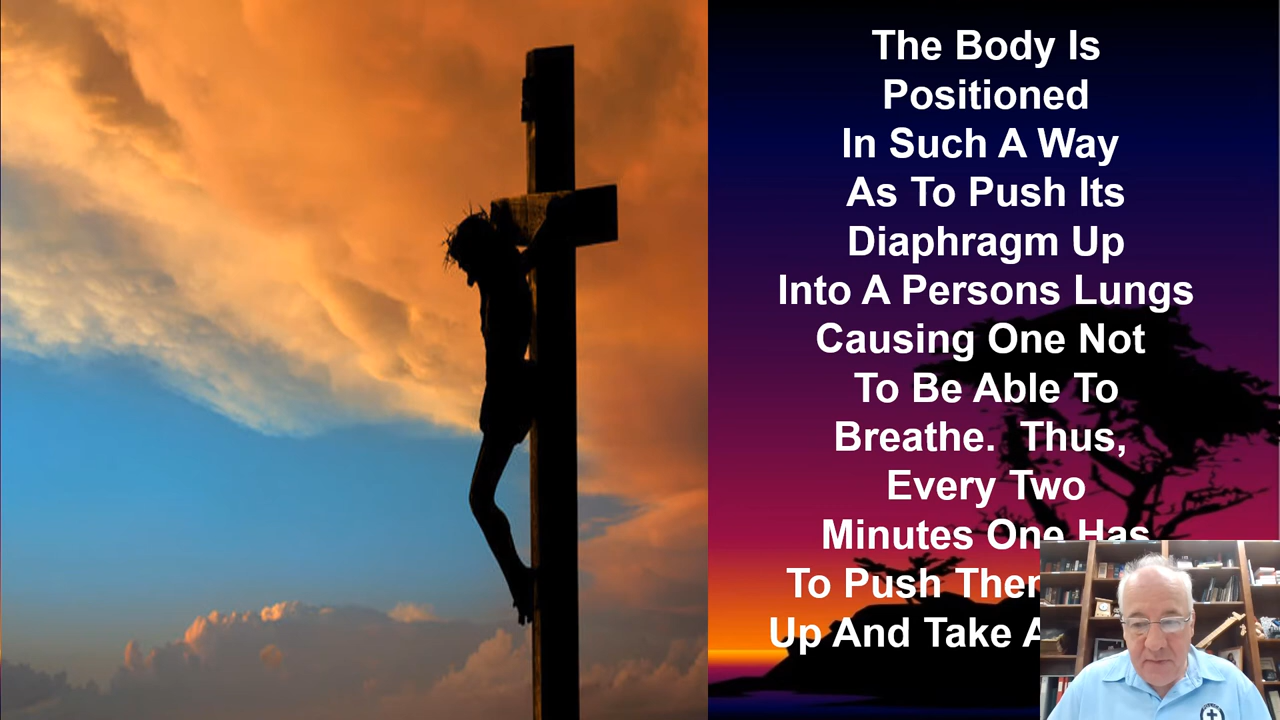 The Body Is
Positioned
In Such A Way
As To Push Its
Diaphragm Up
Into A Persons Lungs
Causing One Not
To Be Able To
Breathe.  Thus,
Every Two
Minutes One Has
To Push
Up And Take